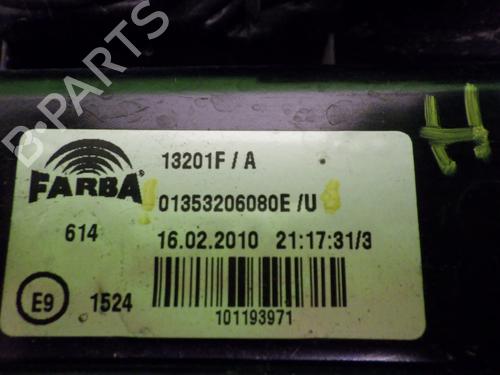 FARBA®
13201F / A
01353206080E /U
614
16.02.2010 21:17:31/3
E9 1524
101193971
H
B-PARTS